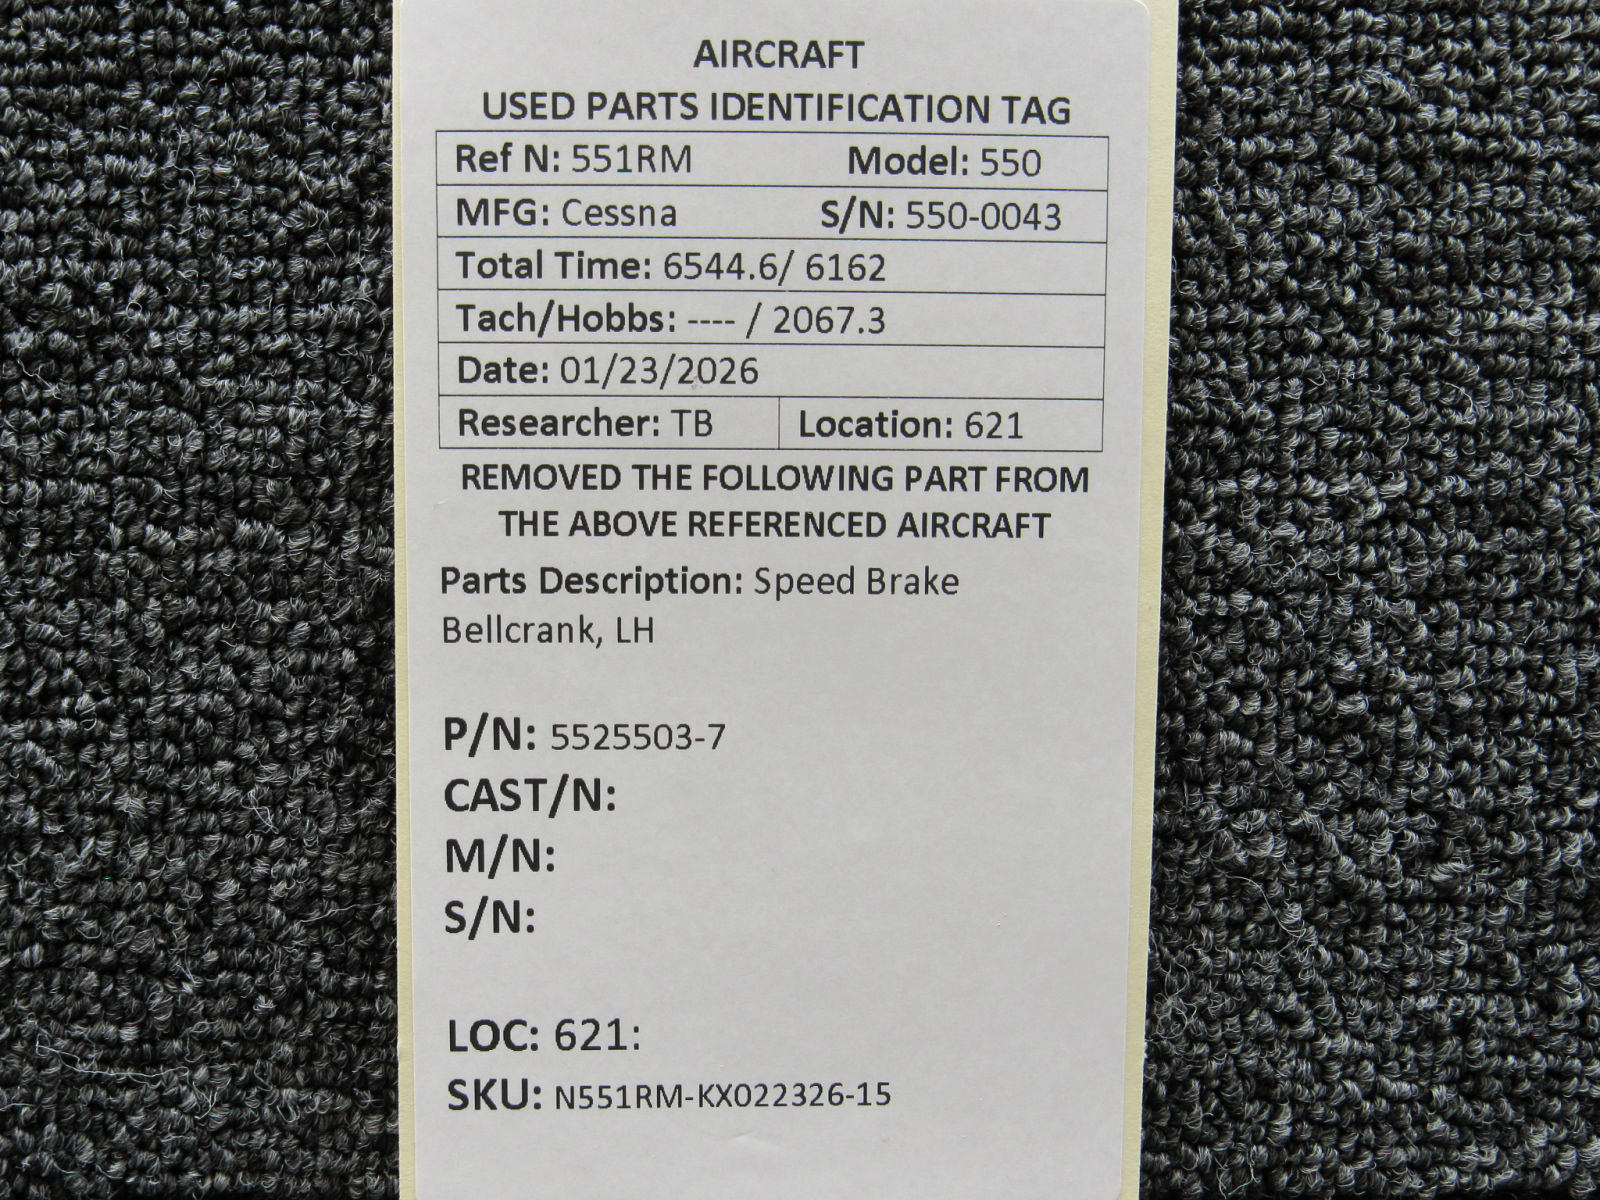 AIRCRAFT
USED PARTS IDENTIFICATION TAG
Ref N: 551RM Model: 550
MFG: Cessna S/N: 550-0043
Total Time: 6544.6/ 6162
Tach/Hobbs: ---- / 2067.3
Date: 01/23/2026
Researcher: TB Location: 621
REMOVED THE FOLLOWING PART FROM
THE ABOVE REFERENCED AIRCRAFT
Parts Description: Speed Brake
Bellcrank, LH
P/N: 5525503-7
CAST/N:
M/N:
S/N:
LOC: 621:
SKU: N551RM-KX022326-15